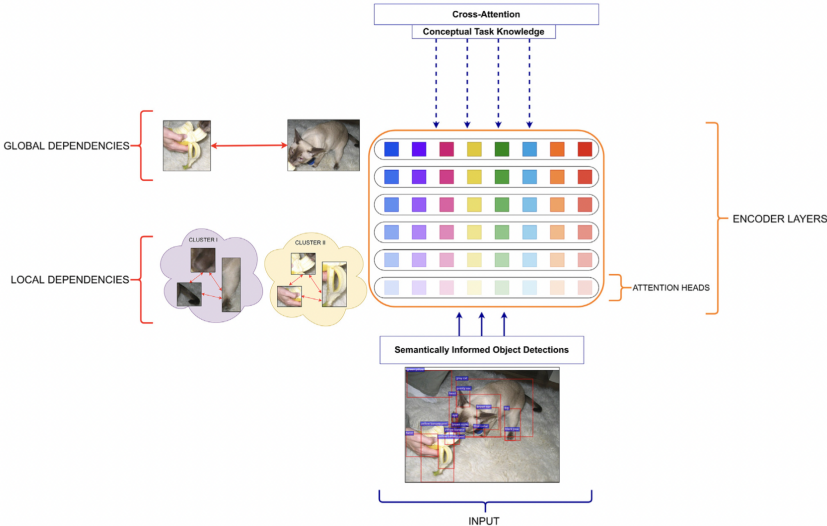 Cross-Attention
Conceptual Task Knowledge
GLOBAL DEPENDENCIES
ENCODER LAYERS
CLUSTER I
CLUSTER II
LOCAL DEPENDENCIES
ATTENTION HEADS
Semantically Informed Object Detections
INPUT